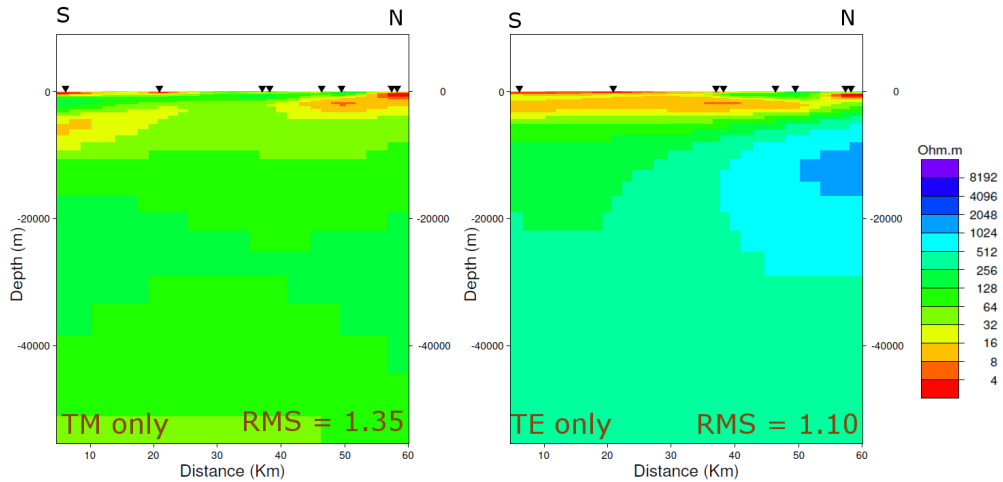 S N
0 0
-20000 -20000
-40000 -40000
Depth (m)
TM only RMS = 1.35
10 20 30 40 50 60
Distance (Km)
S N
0 0
-20000 -20000
-40000 -40000
Depth (m)
TE only RMS = 1.10
10 20 30 40 50 60
Distance (Km)
Ohm.m
8192
4096
2048
1024
512
256
128
64
32
16
8
4